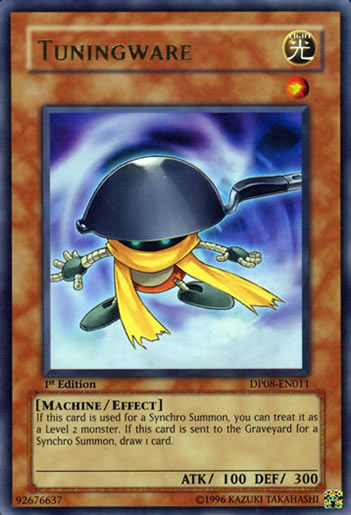 TUNINGWARE
LIGHT
光
1st Edition
DP08-EN011
[MACHINE/EFFECT]
If this card is used for a Synchro Summon, you can treat it as
a Level 2 monster. If this card is sent to the Graveyard for a
Synchro Summon, draw 1 card.
ATK/ 100 DEF/ 300
92676637
©1996 KAZUKI TAKAHASHI